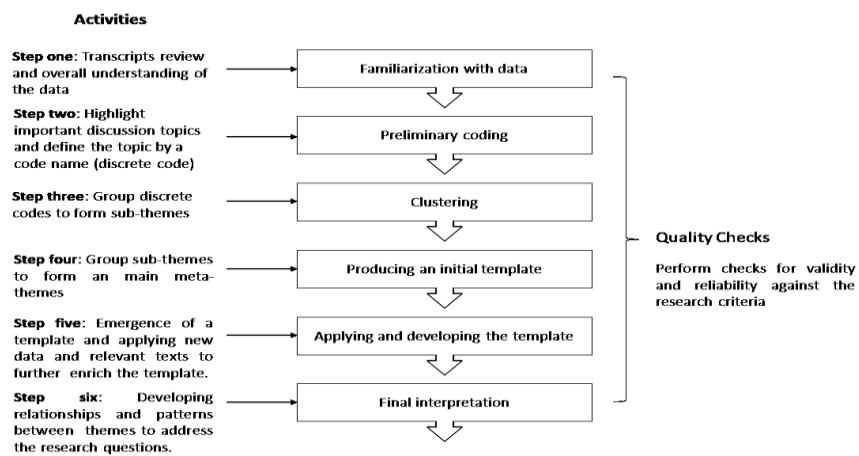 Activities
Step one: Transcripts review
and overall understanding of
the data
Familiarization with data
Step two: Highlight
important discussion topics
and define the topic by a
code name (discrete code)
Preliminary coding
Step three: Group discrete
codes to form sub-themes
Clustering
Step four: Group sub-themes
to form an main meta-
themes
Producing an initial template
Step five: Emergence of a
template and applying new
data and relevant texts to
further enrich the template.
Applying and developing the template
Step six: Developing
relationships and patterns
between themes to address
the research questions.
Final interpretation
Quality Checks
Perform checks for validity
and reliability against the
research criteria